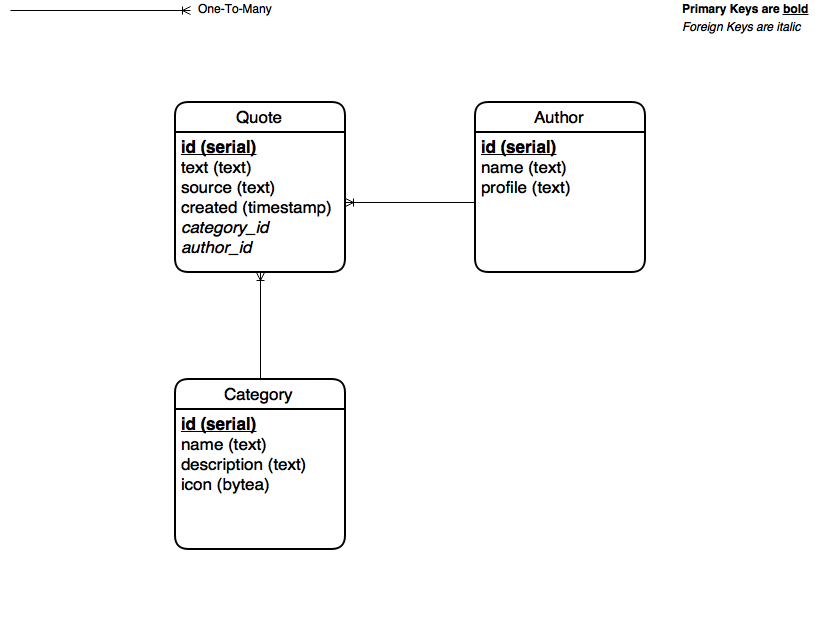 One-To-Many
Primary Keys are bold
Foreign Keys are italic
Quote
id (serial)
text (text)
source (text)
created (timestamp)
category_id
author_id
Author
id (serial)
name (text)
profile (text)
Category
id (serial)
name (text)
description (text)
icon (bytea)